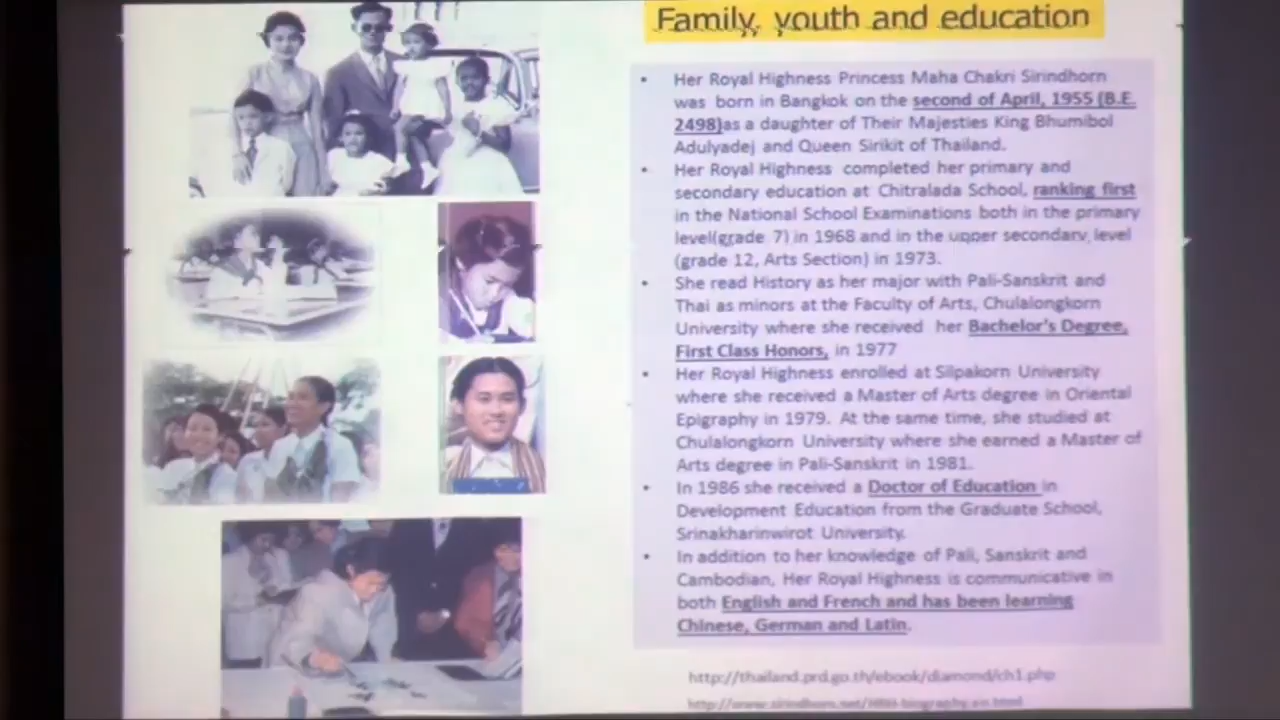 Family, youth and education
• Her Royal Highness Princess Maha Chakri Sirindhorn
was born in Bangkok on the second of April, 1955 (B.E.
2498)as a daughter of Their Majesties King Bhumibol
Adulyadej and Queen Sirikit of Thailand.
• Her Royal Highness completed her primary and
secondary education at Chitralada School, ranking first
in the National School Examinations both in the primary
level(grade 7) in 1968 and in the upper secondary level
(grade 12, Arts Section) in 1973.
• She read History as her major with Pali-Sanskrit and
Thai as minors at the Faculty of Arts, Chulalongkorn
University where she received her Bachelor's Degree,
First Class Honors, in 1977
• Her Royal Highness enrolled at Silpakorn University
where she received a Master of Arts degree in Oriental
Epigraphy in 1979. At the same time, she studied at
Chulalongkorn University where she earned a Master of
Arts degree in Pali-Sanskrit in 1981.
• In 1986 she received a Doctor of Education in
Development Education from the Graduate School,
Srinakharinwirot University.
• In addition to her knowledge of Pali, Sanskrit and
Cambodian, Her Royal Highness is communicative in
both English and French and has been learning
Chinese, German and Latin.
http://thailand.prd.go.th/ebook/diamond/ch1.php